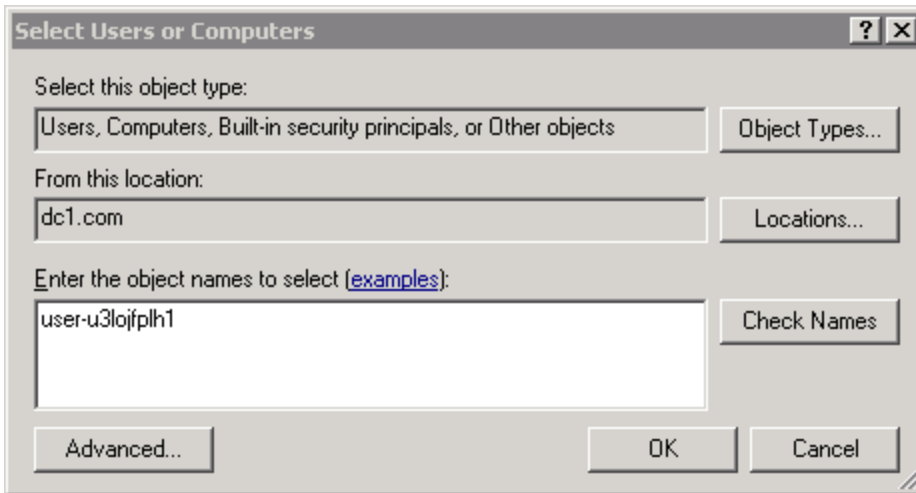 Select Users or Computers
Select this object type:
Users, Computers, Built-in security principals, or Other objects
Object Types...
From this location:
dc1.com
Locations...
Enter the object names to select (examples):
user-u3lojfplh1
Check Names
Advanced...
OK
Cancel